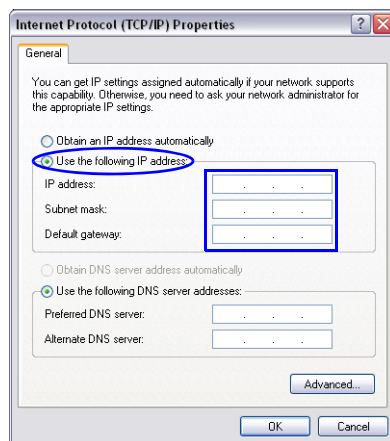 Internet Protocol (TCP/IP) Properties
General
You can get IP settings assigned automatically if your network supports
this capability. Otherwise, you need to ask your network administrator for
the appropriate IP settings.
Obtain an IP address automatically
Use the following IP address:
IP address:
Subnet mask:
Default gateway:
Obtain DNS server address automatically
Use the following DNS server addresses:
Preferred DNS server:
Alternate DNS server:
Advanced...
OK Cancel